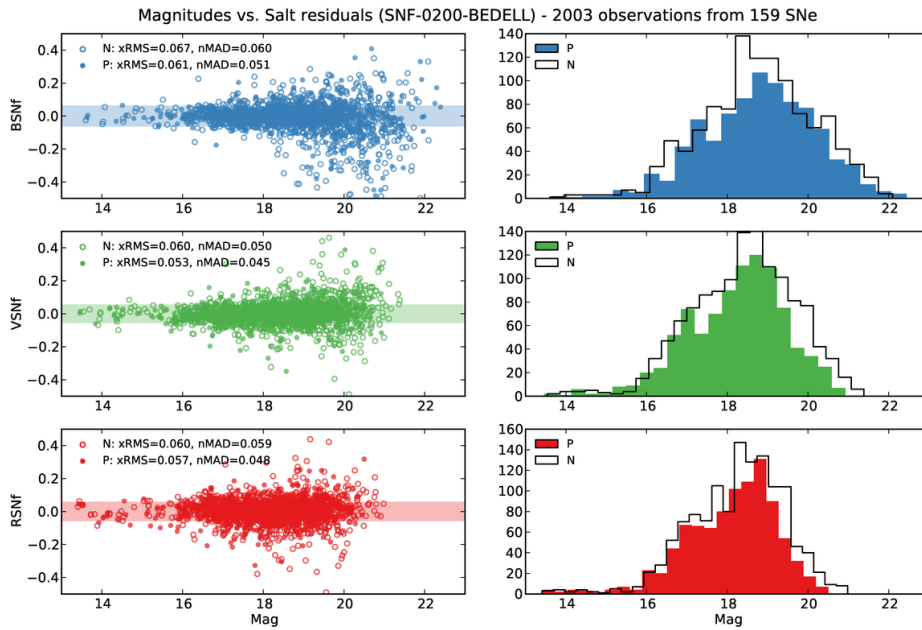 Magnitudes vs. Salt residuals (SNF-0200-BEDELL) - 2003 observations from 159 SNe
BSNf
0.4
0.2
0.0
−0.2
−0.4
N: xRMS=0.067, nMAD=0.060
P: xRMS=0.061, nMAD=0.051
14 16 18 20 22
140
120
100
80
60
40
20
0
P
N
14 16 18 20 22
VSNf
0.4
0.2
0.0
−0.2
−0.4
N: xRMS=0.060, nMAD=0.050
P: xRMS=0.053, nMAD=0.045
14 16 18 20 22
140
120
100
80
60
40
20
0
P
N
14 16 18 20 22
RSNf
0.4
0.2
0.0
−0.2
−0.4
N: xRMS=0.060, nMAD=0.059
P: xRMS=0.057, nMAD=0.048
14 16 18 20 22
Mag
160
140
120
100
80
60
40
20
0
P
N
14 16 18 20 22
Mag